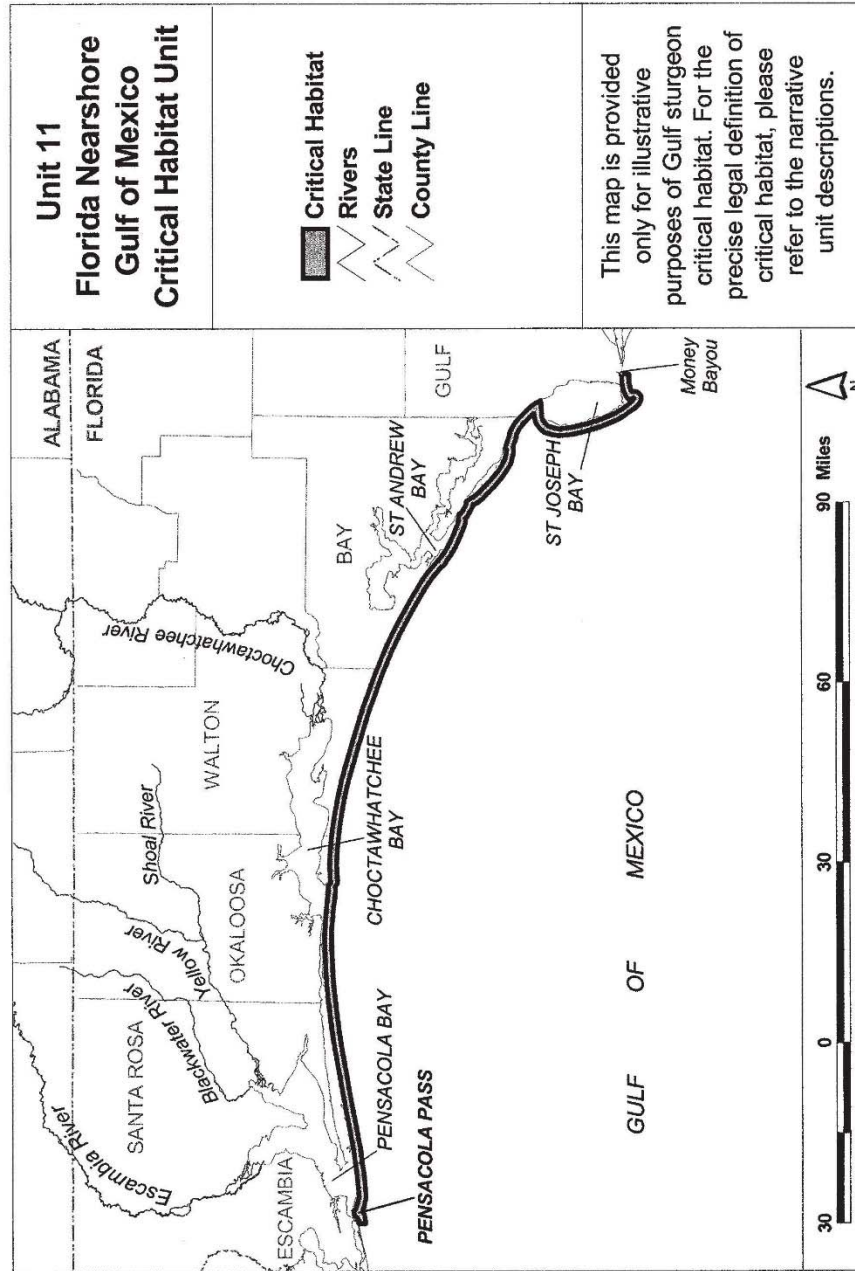 Unit 11
Florida Nearshore
Gulf of Mexico
Critical Habitat Unit
Critical Habitat
Rivers
State Line
County Line
This map is provided
only for illustrative
purposes of Gulf sturgeon
critical habitat. For the
precise legal definition of
critical habitat, please
refer to the narrative
unit descriptions.
ALABAMA
FLORIDA
Escambia River
SANTA ROSA
Blackwater River
Yellow River
Shoal River
OKALOOSA
WALTON
Choctawhatchee River
ESCAMBIA
PENSACOLA BAY
PENSACOLA PASS
CHOCTAWHATCHEE
BAY
BAY
ST ANDREW
BAY
GULF
ST JOSEPH
BAY
Money
Bayou
GULF OF MEXICO
30 0 30 60 90 Miles
N